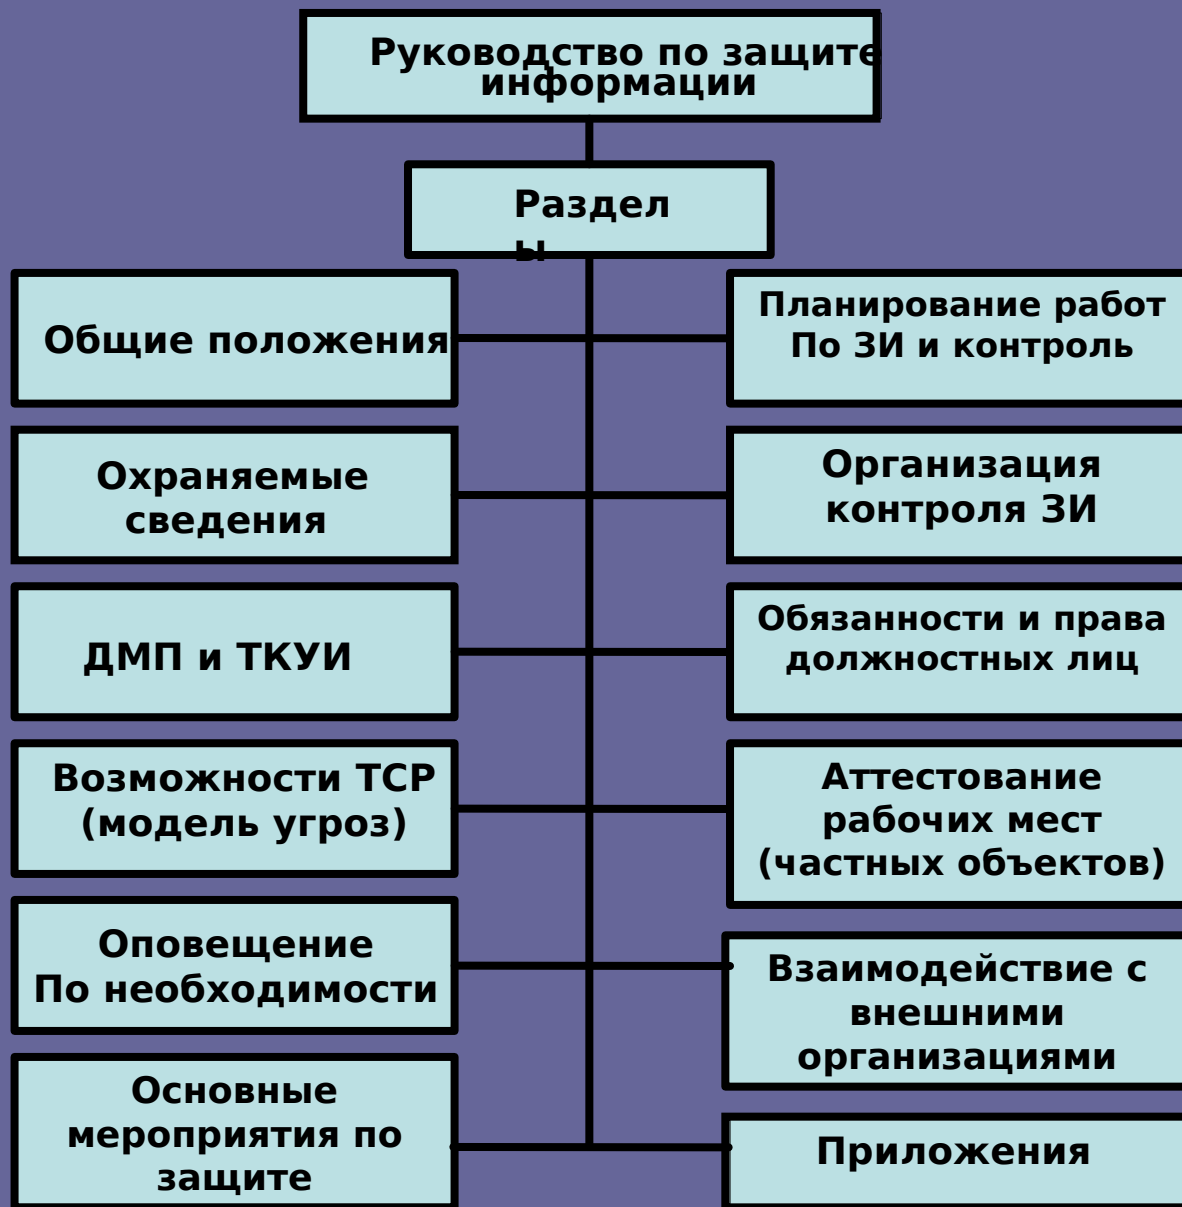 Руководство по защите
информации
Раздел
ы
Общие положения
Охраняемые
сведения
ДМП и ТКУИ
Возможности ТСР
(модель угроз)
Оповещение
По необходимости
Основные
мероприятия по
защите
Планирование работ
По ЗИ и контроль
Организация
контроля ЗИ
Обязанности и права
должностных лиц
Аттестование
рабочих мест
(частных объектов)
Взаимодействие с
внешними
организациями
Приложения